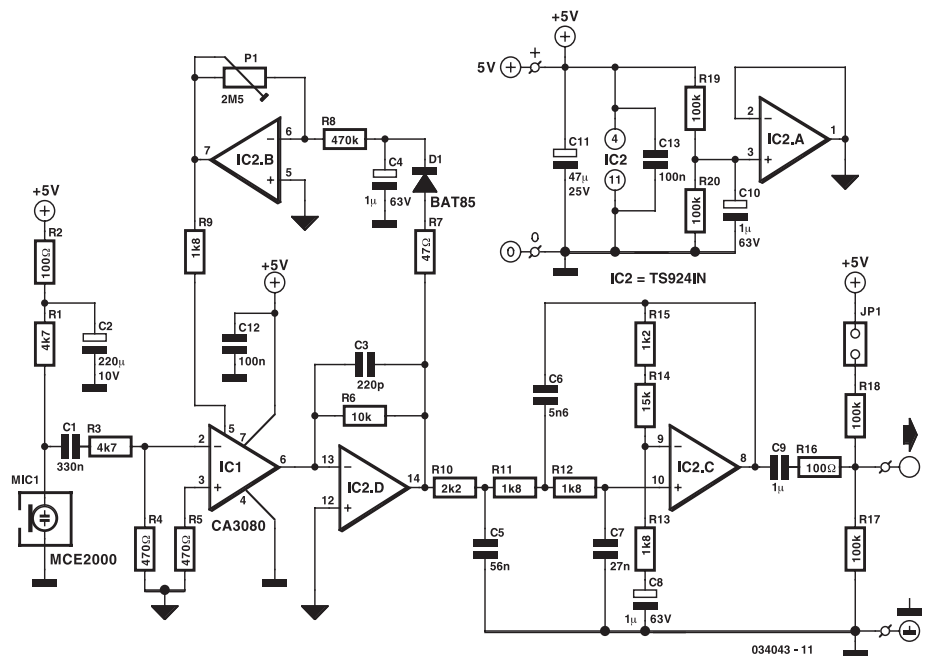 +5V
5V
+
+5V
P1
2M5
R19
100k
2
IC2.A
1
3
+
C11
47μ
25V
4
IC2
11
C13
100n
R20
100k
C10
1μ
63V
0
0
IC2 = TS924IN
R8
470k
6
IC2.B
7
5
+
C4
1μ
63V
D1
BAT85
R9
1k8
R7
47Ω
+5V
R2
100Ω
R1
4k7
C2
220μ
10V
+5V
C12
100n
C3
220p
R6
10k
C1
330n
R3
4k7
2
5
7
IC1
6
3
+
4
CA3080
MIC1
MCE2000
R4
470Ω
R5
470Ω
13
IC2.D
14
12
+
R10
2k2
R11
1k8
R12
1k8
C5
56n
C6
5n6
C7
27n
R15
1k2
R14
15k
9
IC2.C
8
10
+
R13
1k8
C8
1μ
63V
C9
1μ
R16
100Ω
+5V
JP1
R18
100k
R17
100k
034043 - 11